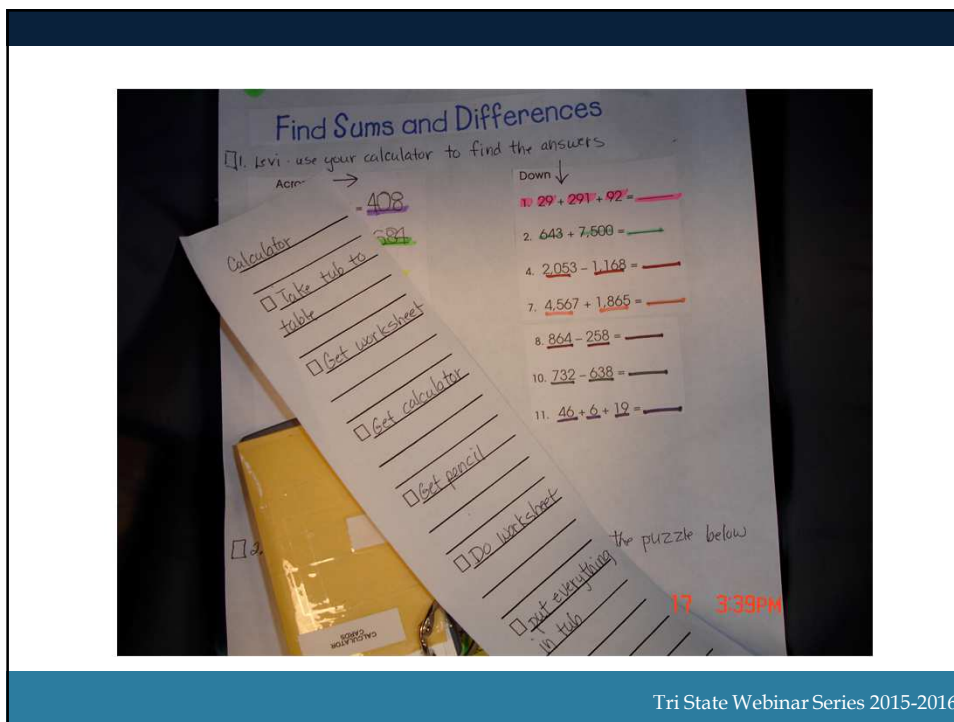 Find Sums and Differences
1. Levi - use your calculator to find the answers
Down ↓
= 408
684
1. 29 + 291 + 92 =
2. 643 + 7,500 =
4. 2,053 − 1,168 =
7. 4,567 + 1,865 =
8. 864 − 258 =
10. 732 − 638 =
11. 46 + 6 + 19 =
2.
the puzzle below
Calculator
Take tub to
table
Get worksheet
Get calculator
Get pencil
Do worksheet
put everything
in tub
CALCULATOR
CARDS
17 3:39PM
Tri State Webinar Series 2015-2016